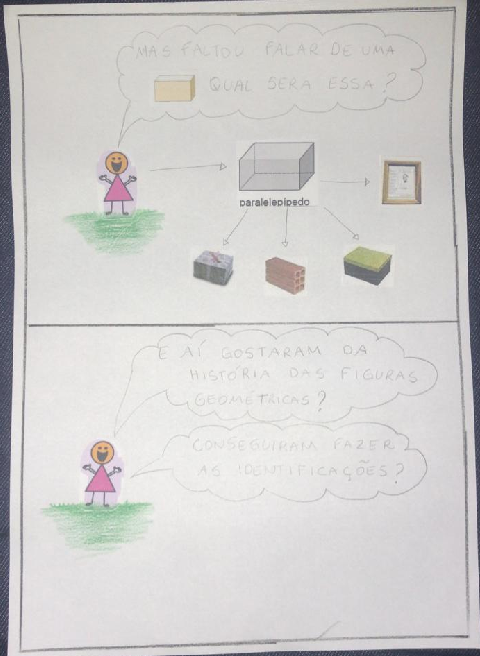 MAS FALTOU FALAR DE UMA
QUAL SERÁ ESSA?
paralelepípedo
E AÍ GOSTARAM DA
HISTÓRIA DAS FIGURAS
GEOMÉTRICAS?
CONSEGUIRAM FAZER
AS IDENTIFICAÇÕES?